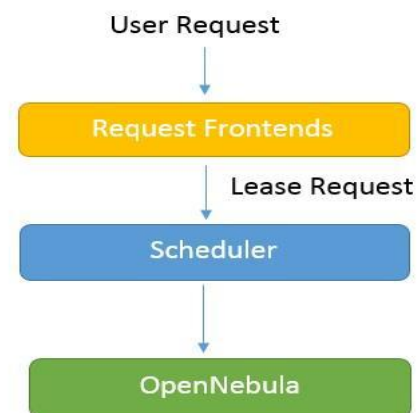 User Request
Request Frontends
Lease Request
Scheduler
OpenNebula